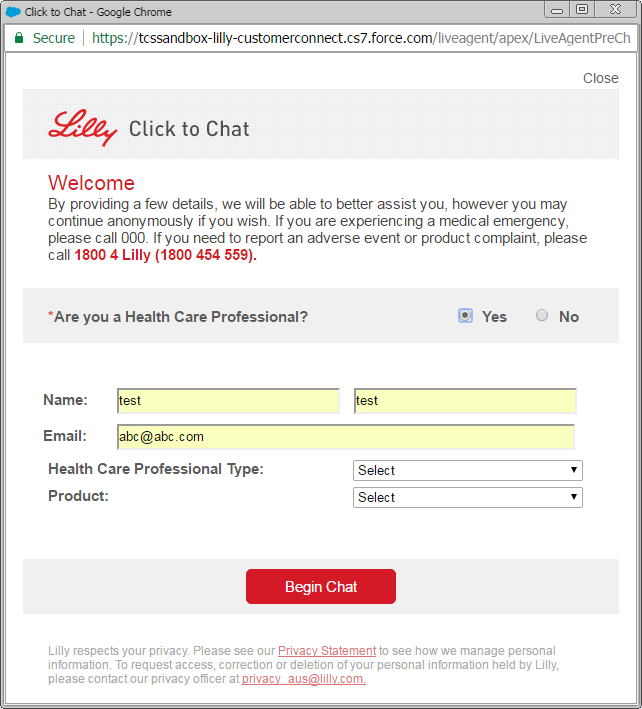 Click to Chat - Google Chrome
Secure https://tcssandbox-lilly-customerconnect.cs7.force.com/liveagent/apex/LiveAgentPreCh
Close
Lilly Click to Chat
Welcome
By providing a few details, we will be able to better assist you, however you may
continue anonymously if you wish. If you are experiencing a medical emergency,
please call 000. If you need to report an adverse event or product complaint, please
call 1800 4 Lilly (1800 454 559).
*Are you a Health Care Professional? Yes No
Name: test test
Email: abc@abc.com
Health Care Professional Type: Select
Product: Select
Begin Chat
Lilly respects your privacy. Please see our Privacy Statement to see how we manage personal
information. To request access, correction or deletion of your personal information held by Lilly,
please contact our privacy officer at privacy_aus@lilly.com.